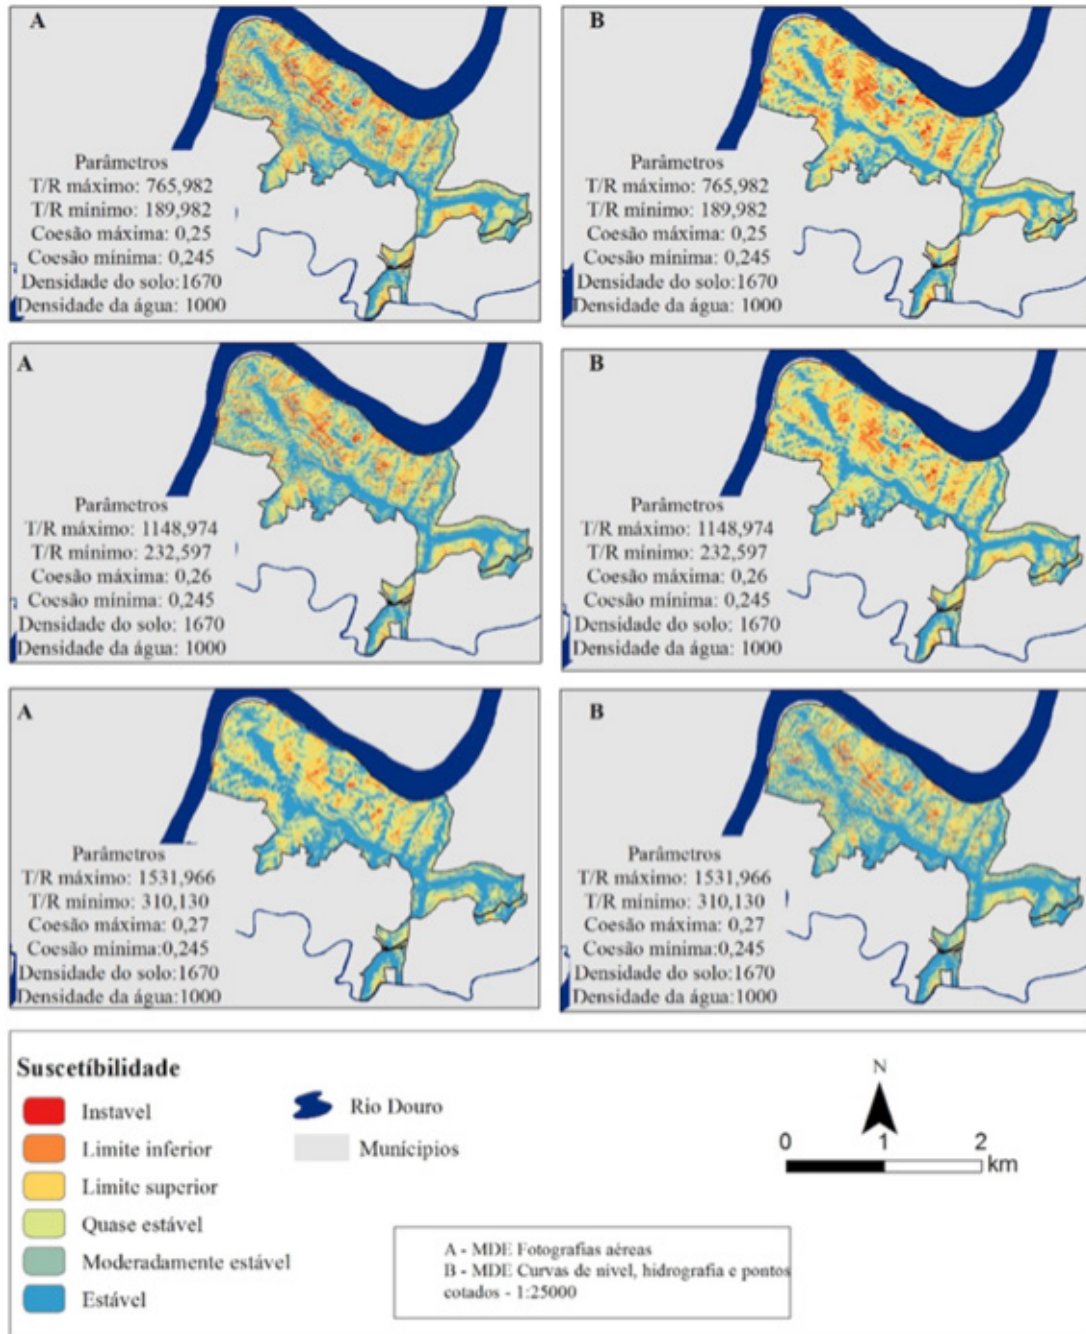 A
Parâmetros
T/R máximo: 765,982
T/R mínimo: 189,982
Coesão máxima: 0,25
Coesão mínima: 0,245
Densidade do solo:1670
Densidade da água: 1000
B
Parâmetros
T/R máximo: 765,982
T/R mínimo: 189,982
Coesão máxima: 0,25
Coesão mínima: 0,245
Densidade do solo: 1670
Densidade da água: 1000
A
Parâmetros
T/R máximo: 1148,974
T/R mínimo: 232,597
Coesão máxima: 0,26
Coesão mínima: 0,245
Densidade do solo: 1670
Densidade da água: 1000
B
Parâmetros
T/R máximo: 1148,974
T/R mínimo: 232,597
Coesão máxima: 0,26
Coesão mínima: 0,245
Densidade do solo: 1670
Densidade da água: 1000
A
Parâmetros
T/R máximo: 1531,966
T/R mínimo: 310,130
Coesão máxima: 0,27
Coesão mínima:0,245
Densidade do solo:1670
Densidade da água:1000
B
Parâmetros
T/R máximo: 1531,966
T/R mínimo: 310,130
Coesão máxima: 0,27
Coesão mínima:0,245
Densidade do solo:1670
Densidade da água:1000
Suscetíbilidade
Instavel
Limite inferior
Limite superior
Quase estável
Moderadamente estável
Estável
Rio Douro
Munícipios
N
0 1 2
km
A - MDE Fotografias aéreas
B - MDE Curvas de nível, hidrografia e pontos
cotados - 1:25000